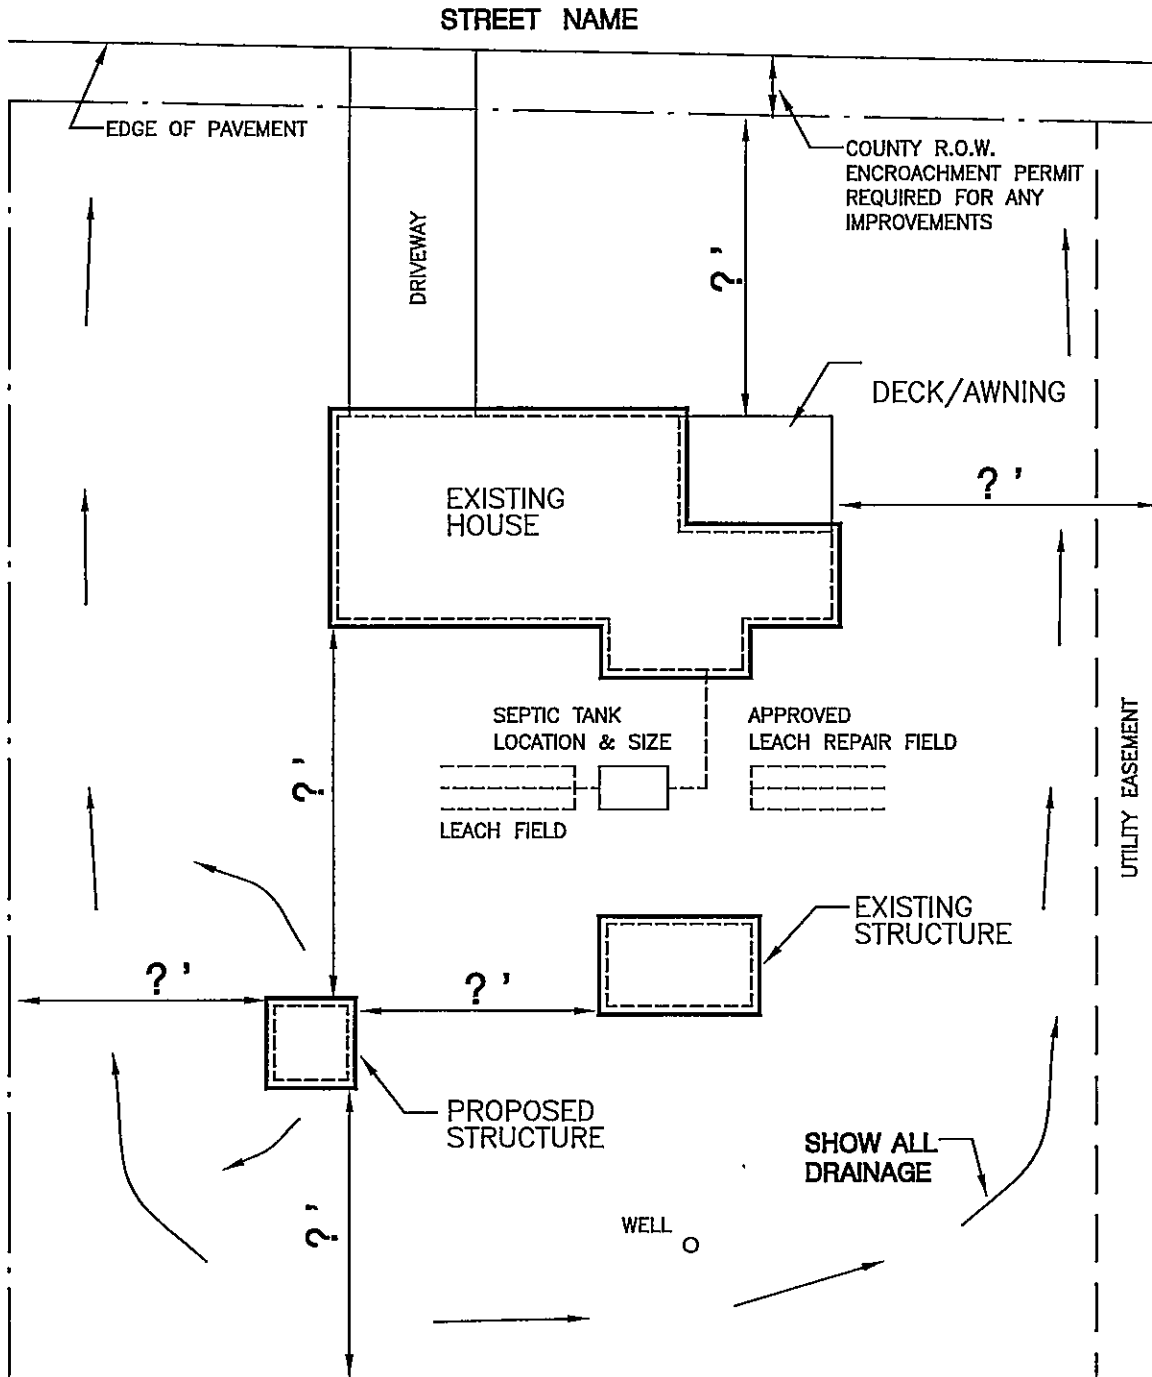 STREET NAME
EDGE OF PAVEMENT
COUNTY R.O.W.
ENCROACHMENT PERMIT
REQUIRED FOR ANY
IMPROVEMENTS
DRIVEWAY
? '
DECK/AWNING
? '
EXISTING
HOUSE
SEPTIC TANK
LOCATION & SIZE
APPROVED
LEACH REPAIR FIELD
UTILITY EASEMENT
? '
LEACH FIELD
EXISTING
STRUCTURE
? '
? '
PROPOSED
STRUCTURE
SHOW ALL
DRAINAGE
? '
WELL